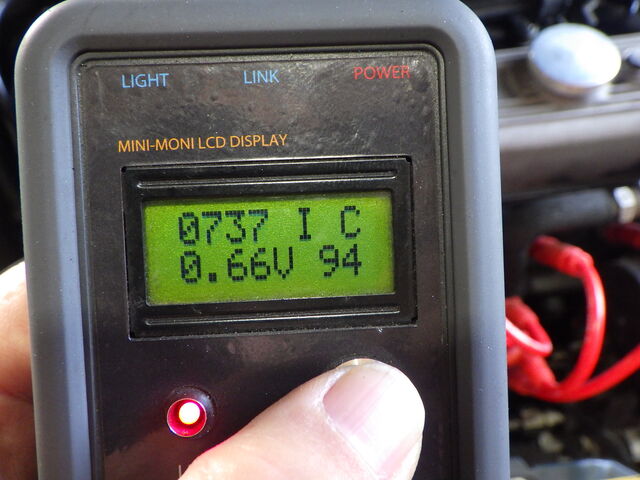 LIGHT LINK POWER
MINI-MONI LCD DISPLAY
0737 I C
0.66V 94